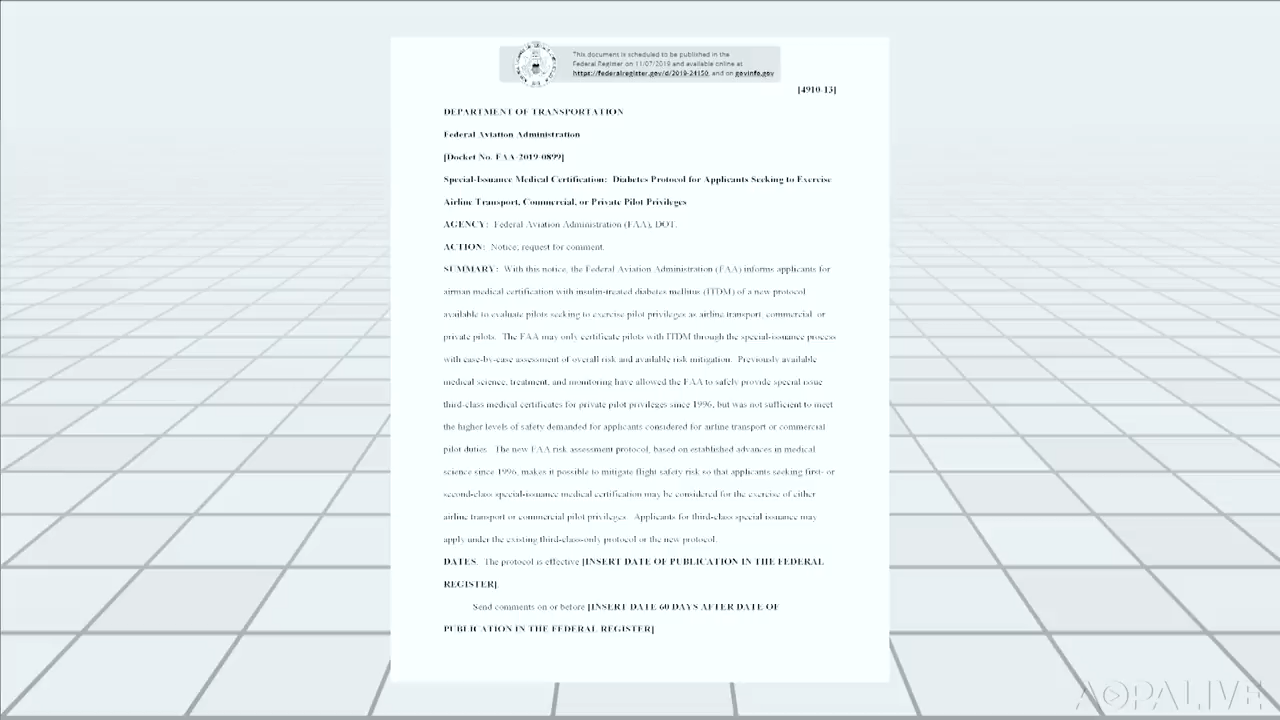 This document is scheduled to be published in the
Federal Register on 11/07/2019 and available online at
https://federalregister.gov/d/2019-24150, and on govinfo.gov
[4910-13]
DEPARTMENT OF TRANSPORTATION
Federal Aviation Administration
[Docket No. FAA-2019-0899]
Special-Issuance Medical Certification: Diabetes Protocol for Applicants Seeking to Exercise
Airline Transport, Commercial, or Private Pilot Privileges
AGENCY: Federal Aviation Administration (FAA), DOT.
ACTION: Notice; request for comment.
SUMMARY: With this notice, the Federal Aviation Administration (FAA) informs applicants for
airman medical certification with insulin-treated diabetes mellitus (ITDM) of a new protocol
available to evaluate pilots seeking to exercise pilot privileges as airline transport, commercial or
private pilots. The FAA may only certificate pilots with ITDM through the special-issuance process
with case-by-case assessment of overall risk and available risk mitigation. Previously available
medical science, treatment, and monitoring have allowed the FAA to safely provide special issue
third-class medical certificates for private pilot privileges since 1996, but was not sufficient to meet
the higher levels of safety demanded for applicants considered for airline transport or commercial
pilot duties. The new FAA risk assessment protocol, based on established advances in medical
science since 1996, makes it possible to mitigate flight safety risk so that applicants seeking first- or
second-class special-issuance medical certification may be considered for the exercise of either
airline transport or commercial pilot privileges. Applicants for third-class special issuance may
apply under the existing third-class-only protocol or the new protocol.
DATES: The protocol is effective [INSERT DATE OF PUBLICATION IN THE FEDERAL
REGISTER].
Send comments on or before [INSERT DATE 60 DAYS AFTER DATE OF
PUBLICATION IN THE FEDERAL REGISTER]
AOPA LIVE